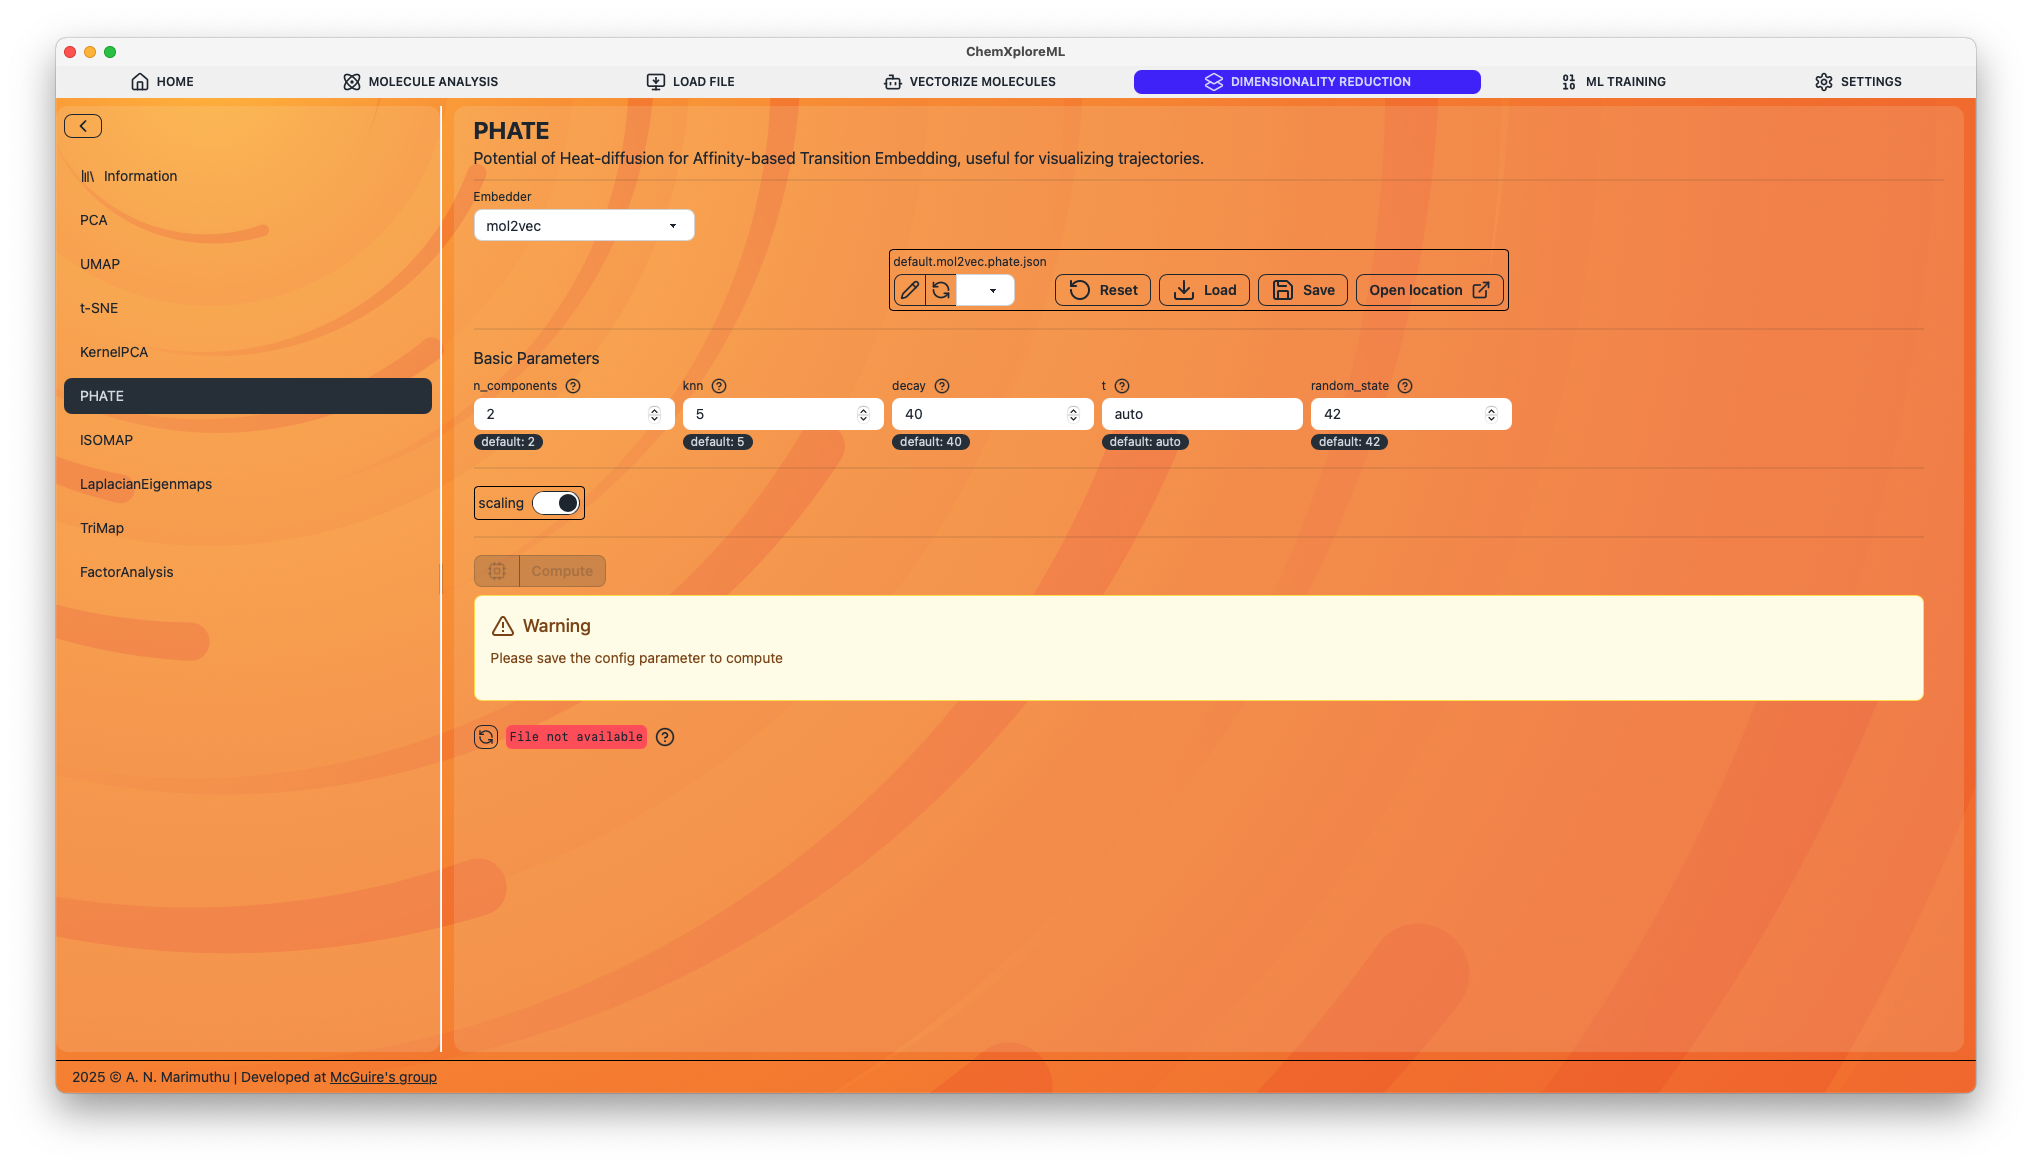 ChemXploreML
HOME
MOLECULE ANALYSIS
LOAD FILE
VECTORIZE MOLECULES
DIMENSIONALITY REDUCTION
ML TRAINING
SETTINGS
Information
PCA
UMAP
t-SNE
KernelPCA
PHATE
ISOMAP
LaplacianEigenmaps
TriMap
FactorAnalysis
PHATE
Potential of Heat-diffusion for Affinity-based Transition Embedding, useful for visualizing trajectories.
Embedder
mol2vec
default.mol2vec.phate.json
Reset
Load
Save
Open location
Basic Parameters
n_components
knn
decay
t
random_state
2
5
40
auto
42
default: 2
default: 5
default: 40
default: auto
default: 42
scaling
Compute
Warning
Please save the config parameter to compute
File not available
2025 © A. N. Marimuthu | Developed at McGuire's group